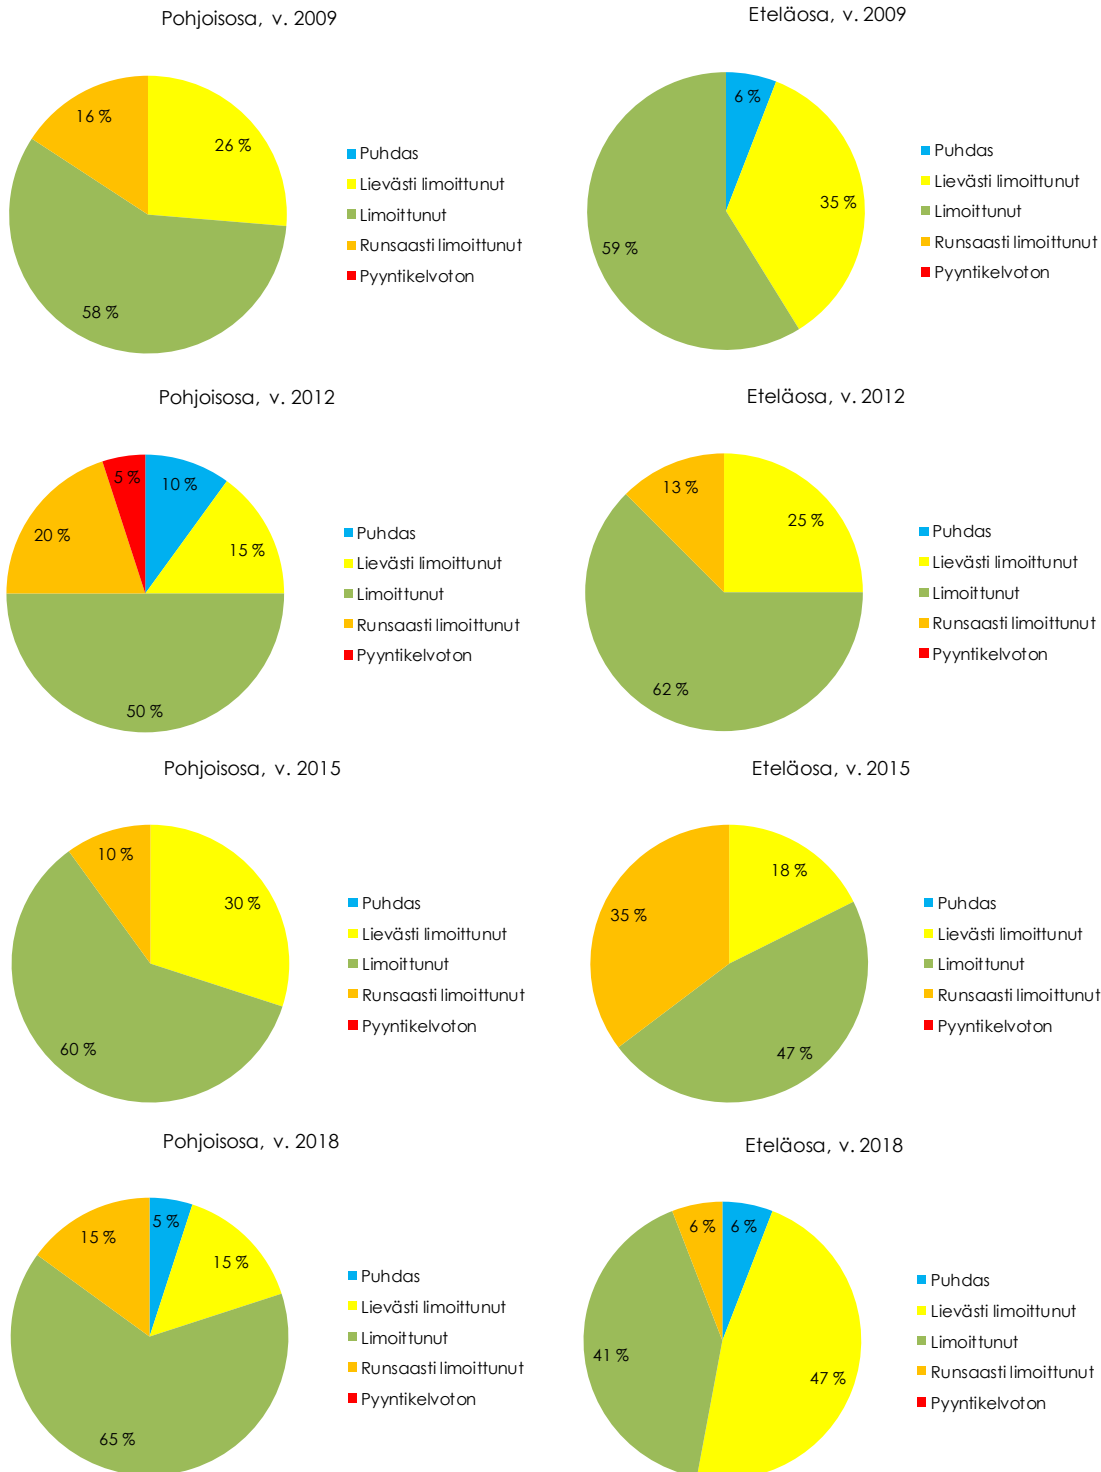 Pohjoisosa, v. 2009
16 %
26 %
58 %
Puhdas
Lievästi limoittunut
Limoittunut
Runsaasti limoittunut
Pyyntikelvoton
Eteläosa, v. 2009
6 %
35 %
59 %
Puhdas
Lievästi limoittunut
Limoittunut
Runsaasti limoittunut
Pyyntikelvoton
Pohjoisosa, v. 2012
5 %
10 %
20 %
15 %
50 %
Puhdas
Lievästi limoittunut
Limoittunut
Runsaasti limoittunut
Pyyntikelvoton
Eteläosa, v. 2012
13 %
25 %
62 %
Puhdas
Lievästi limoittunut
Limoittunut
Runsaasti limoittunut
Pyyntikelvoton
Pohjoisosa, v. 2015
10 %
30 %
60 %
Puhdas
Lievästi limoittunut
Limoittunut
Runsaasti limoittunut
Pyyntikelvoton
Eteläosa, v. 2015
18 %
35 %
47 %
Puhdas
Lievästi limoittunut
Limoittunut
Runsaasti limoittunut
Pyyntikelvoton
Pohjoisosa, v. 2018
5 %
15 %
15 %
65 %
Puhdas
Lievästi limoittunut
Limoittunut
Runsaasti limoittunut
Pyyntikelvoton
Eteläosa, v. 2018
6 %
6 %
41 %
47 %
Puhdas
Lievästi limoittunut
Limoittunut
Runsaasti limoittunut
Pyyntikelvoton